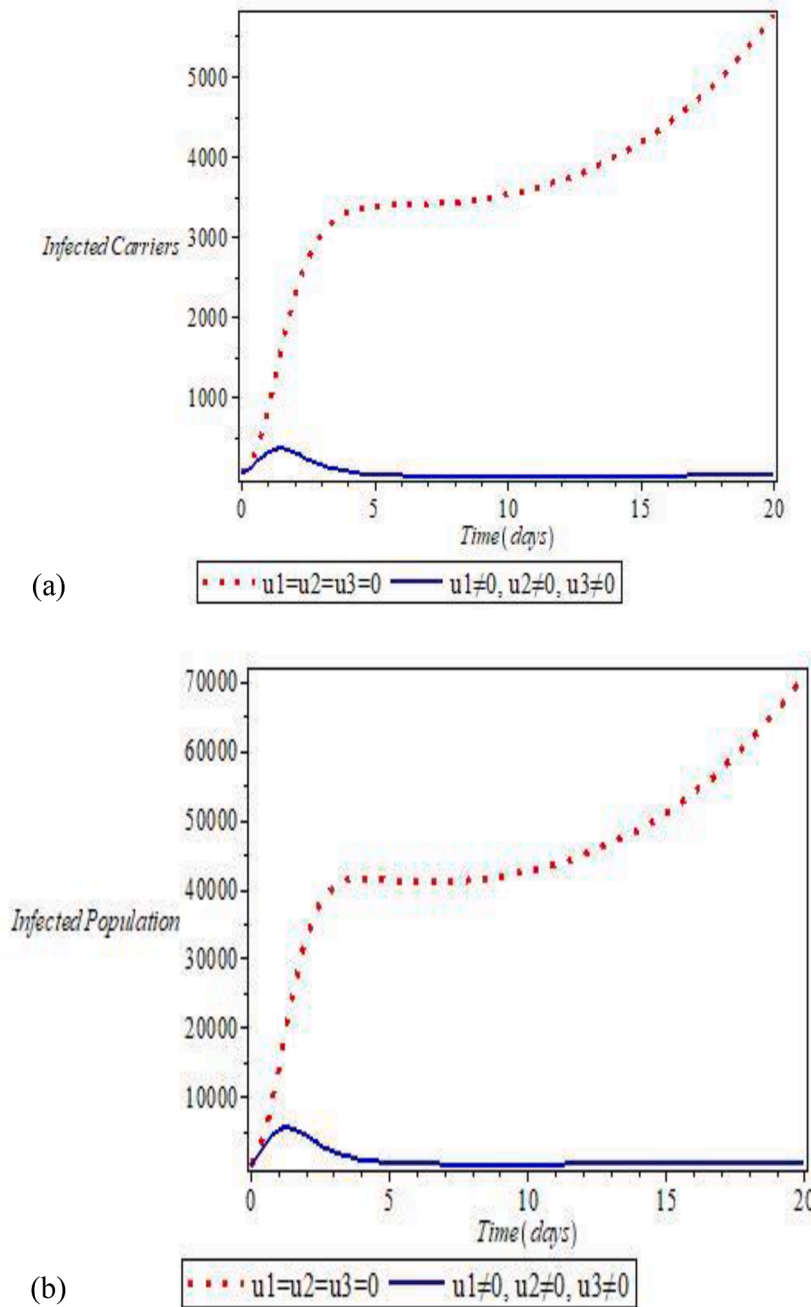 5000
4000
Infected Carriers 3000
2000
1000
0 5 10 15 20
Time(days)
(a)
u1=u2=u3=0 u1≠0, u2≠0, u3≠0
70000
60000
50000
40000
Infected Population
30000
20000
10000
0 5 10 15 20
Time(days)
(b)
u1=u2=u3=0 u1≠0, u2≠0, u3≠0